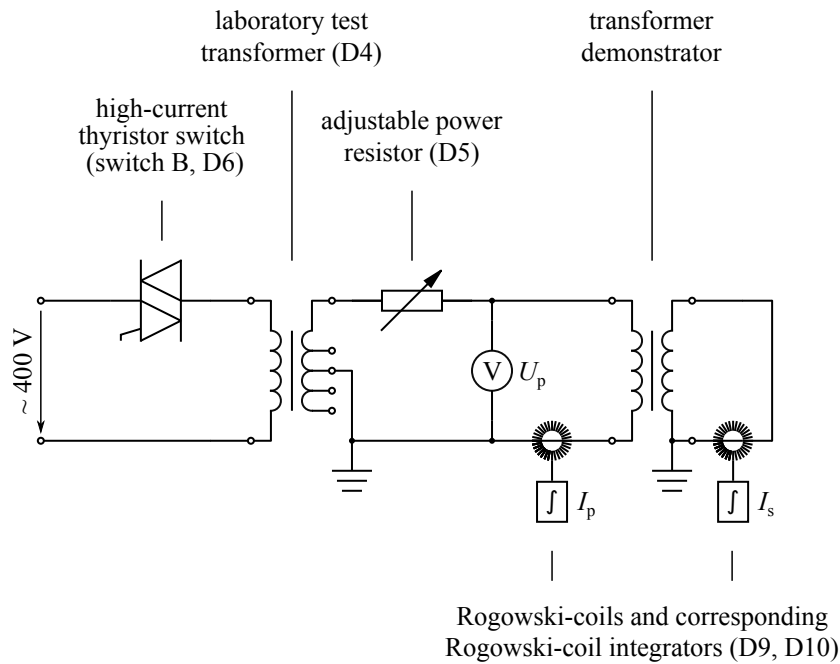 laboratory test
transformer (D4)
transformer
demonstrator
high-current
thyristor switch
(switch B, D6)
adjustable power
resistor (D5)
~ 400 V
V
Up
∫
Ip
∫
Is
Rogowski-coils and corresponding
Rogowski-coil integrators (D9, D10)